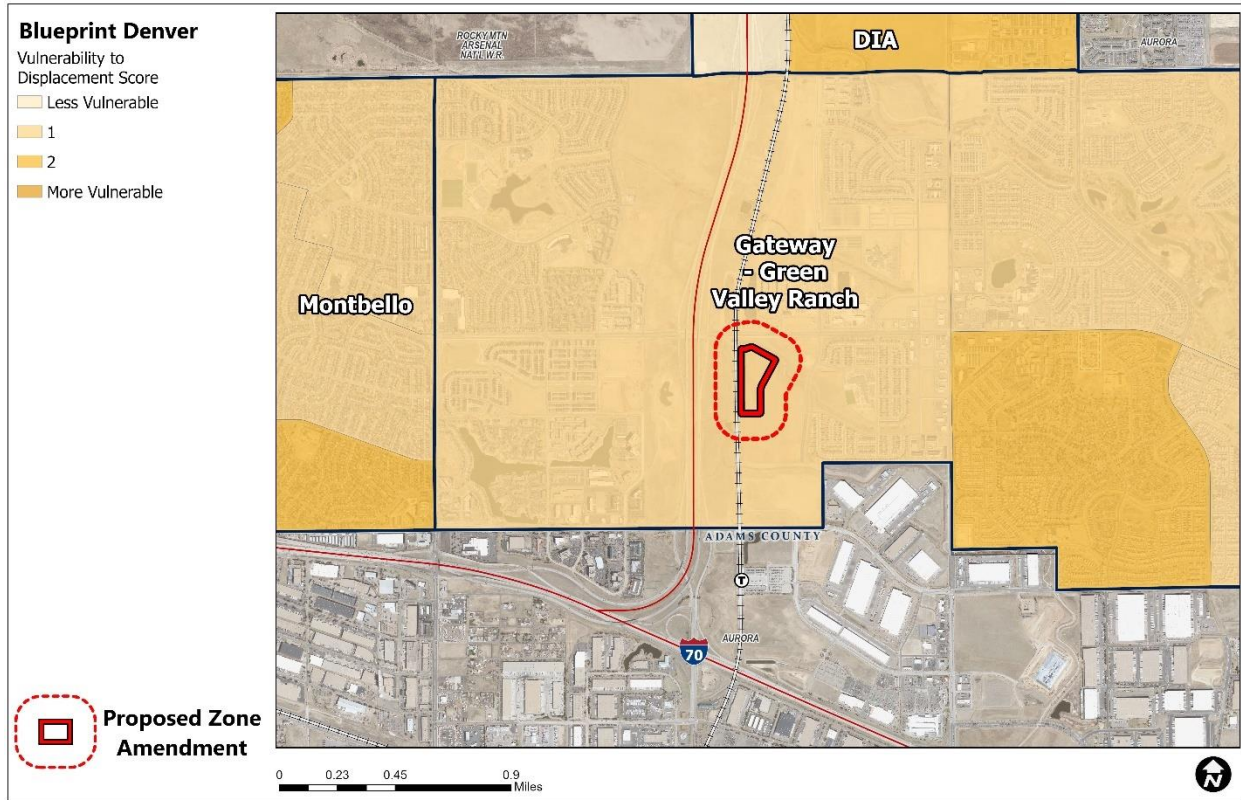 Blueprint Denver
Vulnerability to
Displacement Score
Less Vulnerable
1
2
More Vulnerable
ROCKY MTN
ARSENAL
NAT'L W.R.
DIA
AURORA
Montbello
Gateway
- Green
Valley Ranch
ADAMS COUNTY
T
AURORA
70
Proposed Zone
Amendment
0 0.23 0.45 0.9
Miles
N